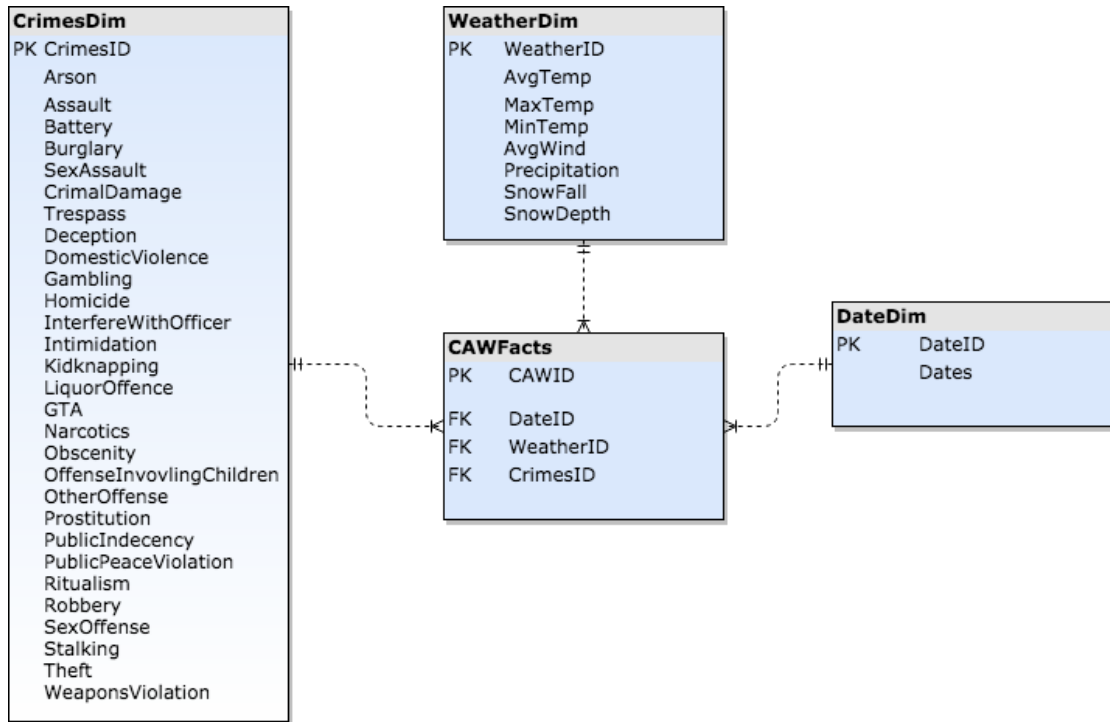 CrimesDim
PK CrimesID
Arson
Assault
Battery
Burglary
SexAssault
CrimalDamage
Trespass
Deception
DomesticViolence
Gambling
Homicide
InterfereWithOfficer
Intimidation
Kidknapping
LiquorOffence
GTA
Narcotics
Obscenity
OffenseInvovlingChildren
OtherOffense
Prostitution
PublicIndecency
PublicPeaceViolation
Ritualism
Robbery
SexOffense
Stalking
Theft
WeaponsViolation
WeatherDim
PK WeatherID
AvgTemp
MaxTemp
MinTemp
AvgWind
Precipitation
SnowFall
SnowDepth
CAWFacts
PK CAWID
FK DateID
FK WeatherID
FK CrimesID
DateDim
PK DateID
Dates